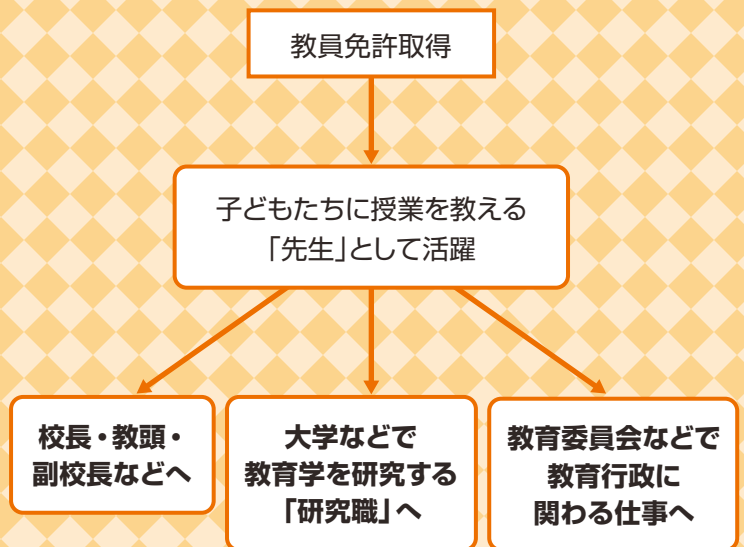 教員免許取得
子どもたちに授業を教える
「先生」として活躍
校長・教頭・
副校長などへ
大学などで
教育学を研究する
「研究職」へ
教育委員会などで
教育行政に
関わる仕事へ